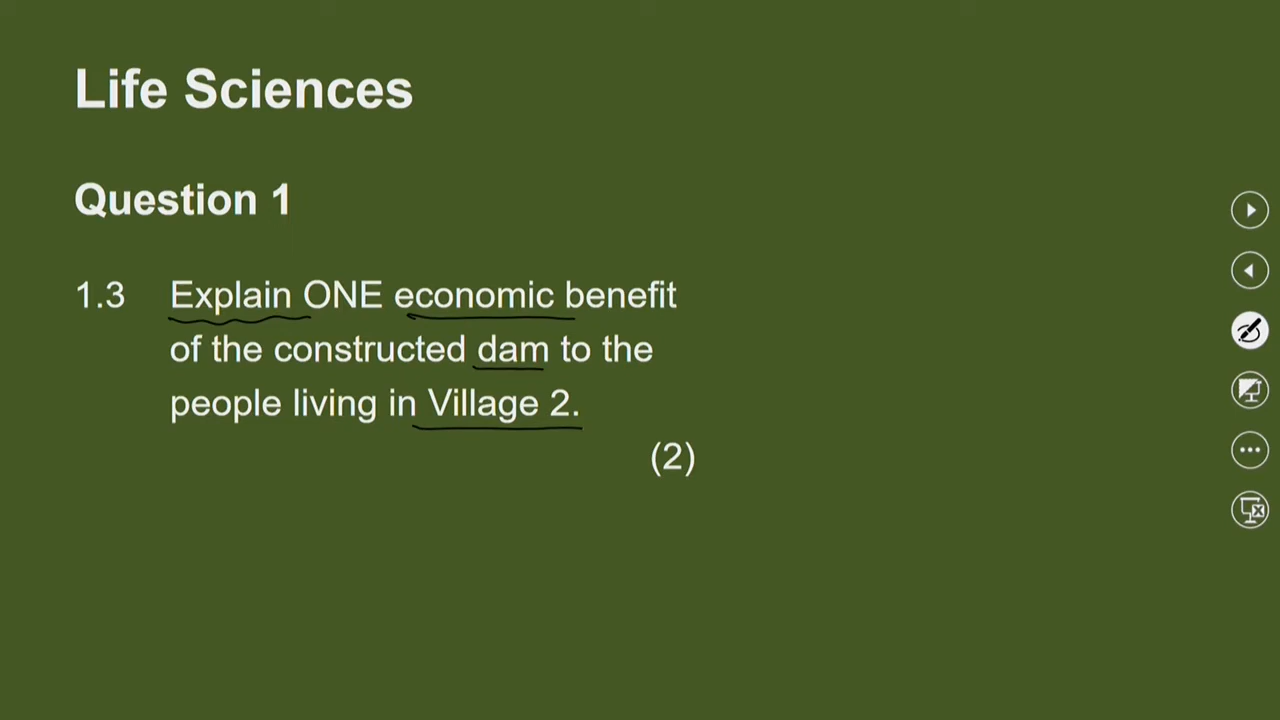 Life Sciences
Question 1
1.3 Explain ONE economic benefit
of the constructed dam to the
people living in Village 2.
(2)